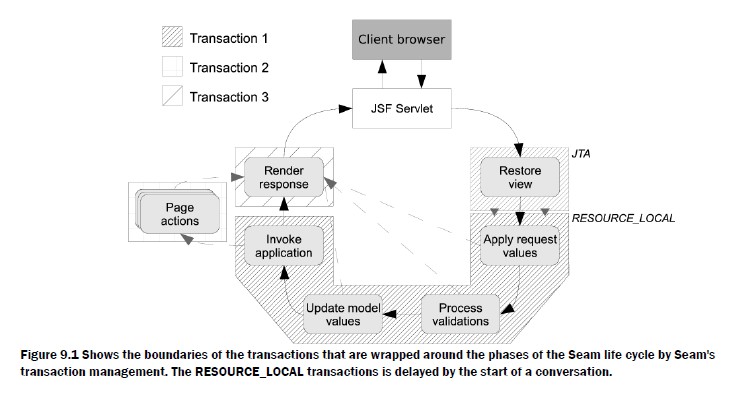 Transaction 1
Transaction 2
Transaction 3
Client browser
JSF Servlet
JTA
Render
response
Restore
view
Page
actions
RESOURCE_LOCAL
Invoke
application
Apply request
values
Update model
values
Process
validations
Figure 9.1 Shows the boundaries of the transactions that are wrapped around the phases of the Seam life cycle by Seam's
transaction management. The RESOURCE_LOCAL transactions is delayed by the start of a conversation.